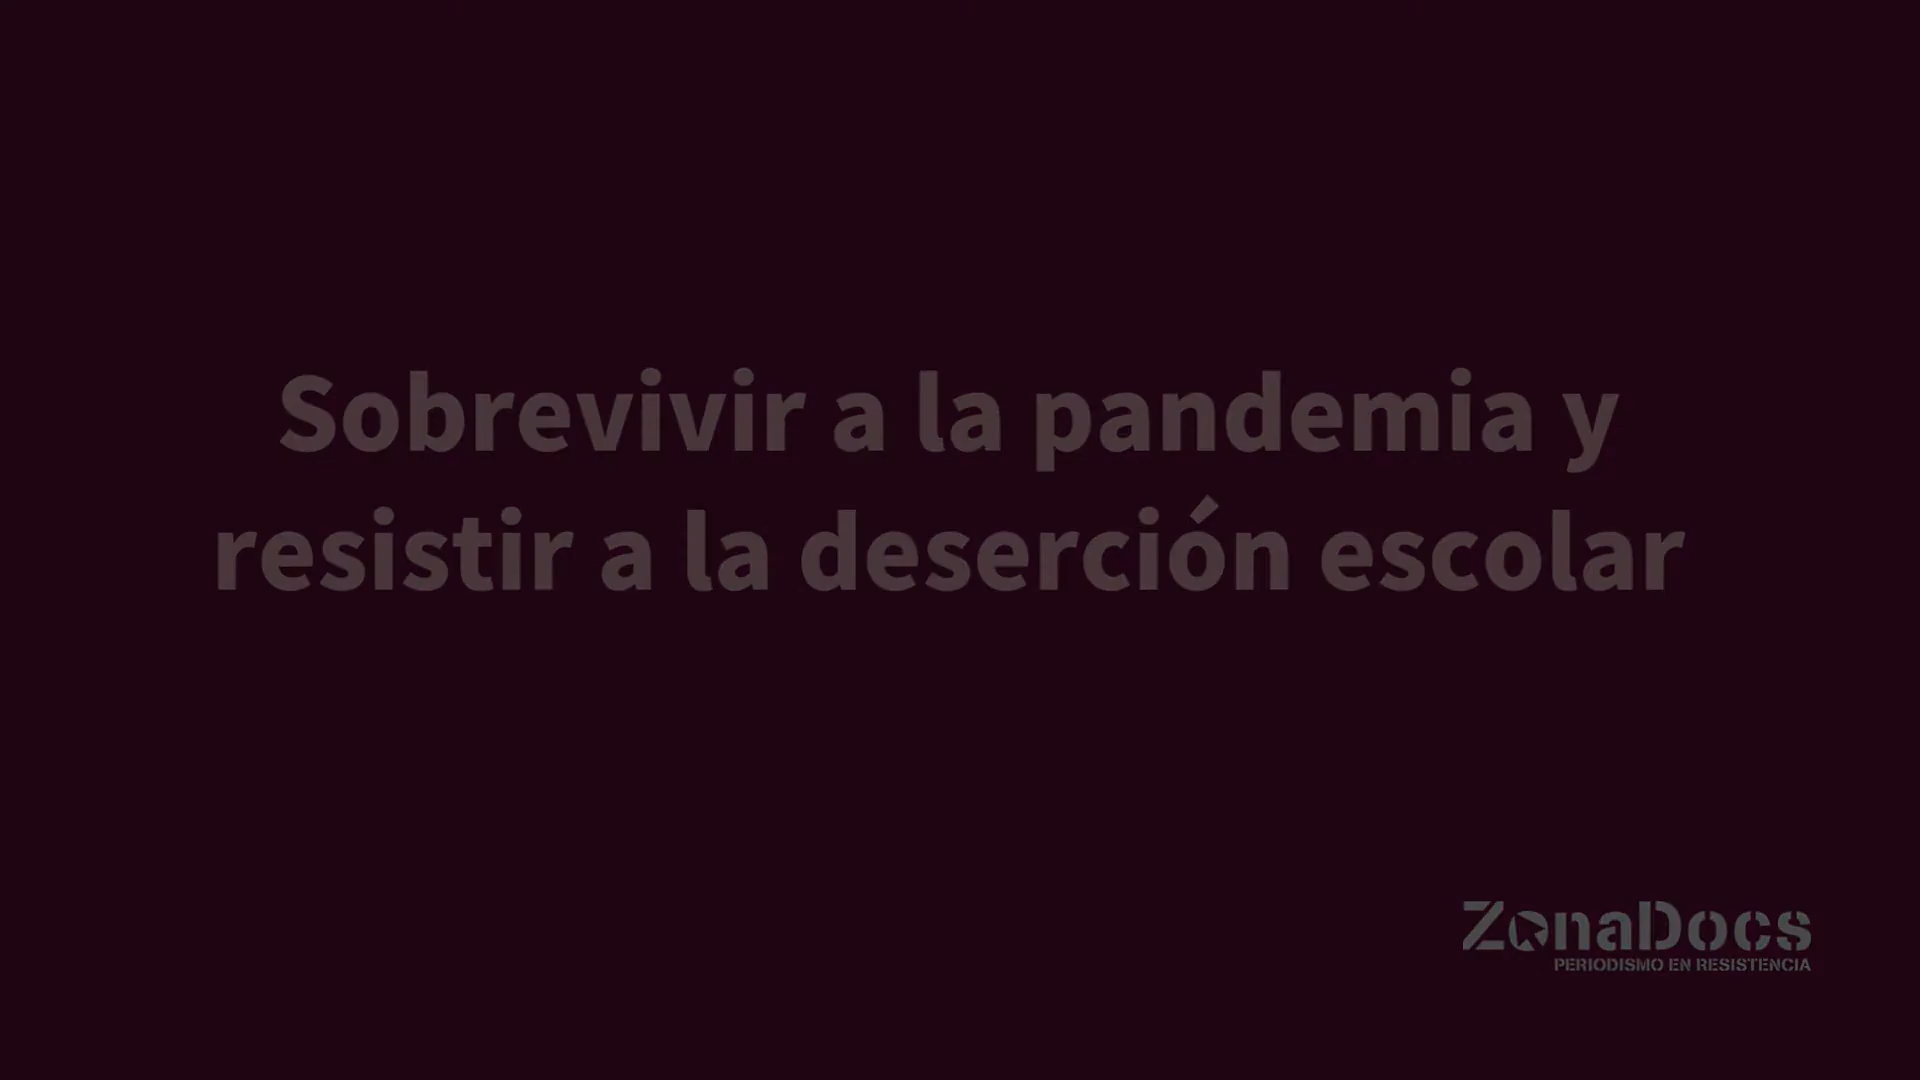 Sobrevivir a la pandemia y
resistir a la deserción escolar
ZonaDocs
PERIODISMO EN RESISTENCIA